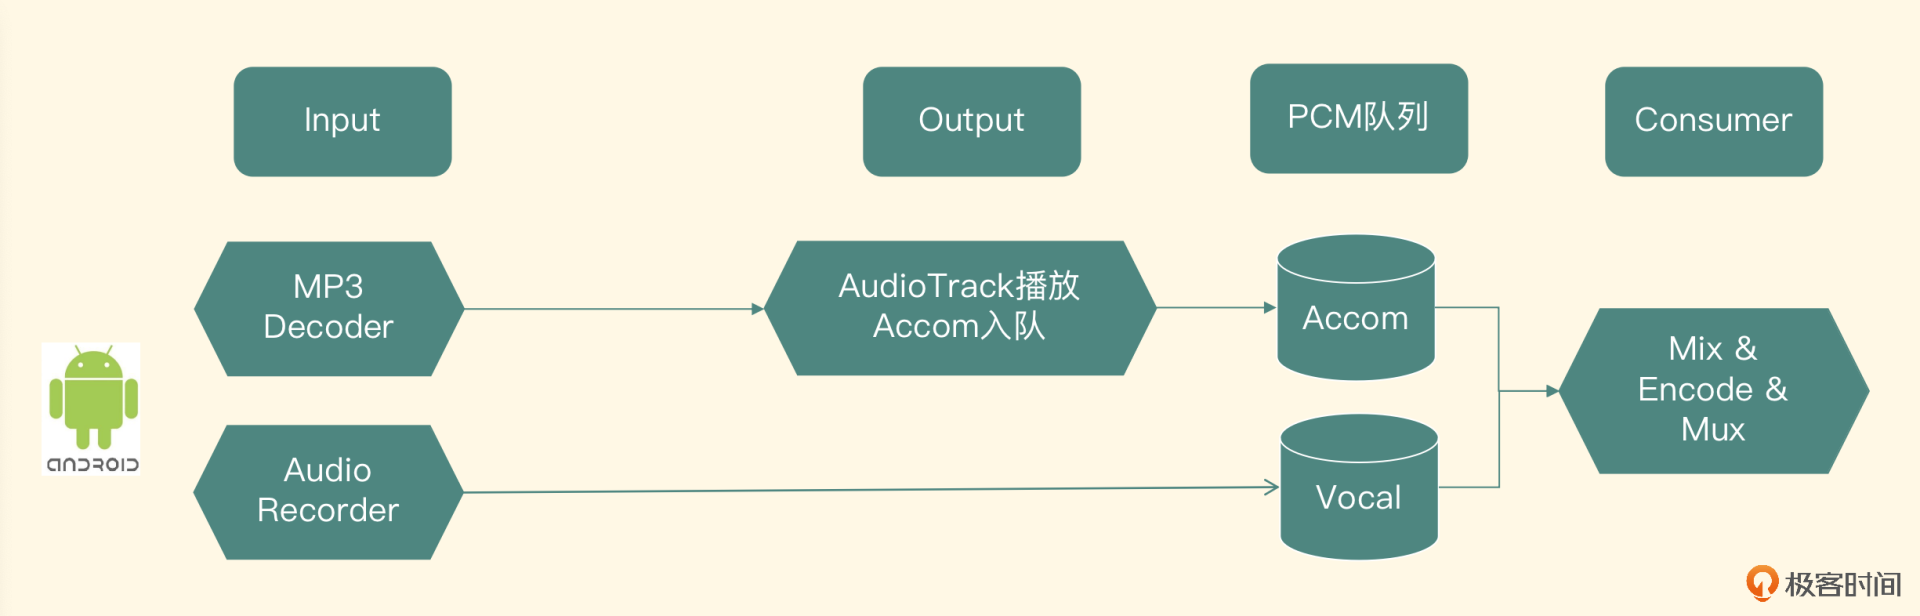 Input
Output
PCM队列
Consumer
MP3
Decoder
AudioTrack播放
Accom入队
Accom
Mix &
Encode &
Mux
ANDROID
Audio
Recorder
Vocal
极客时间